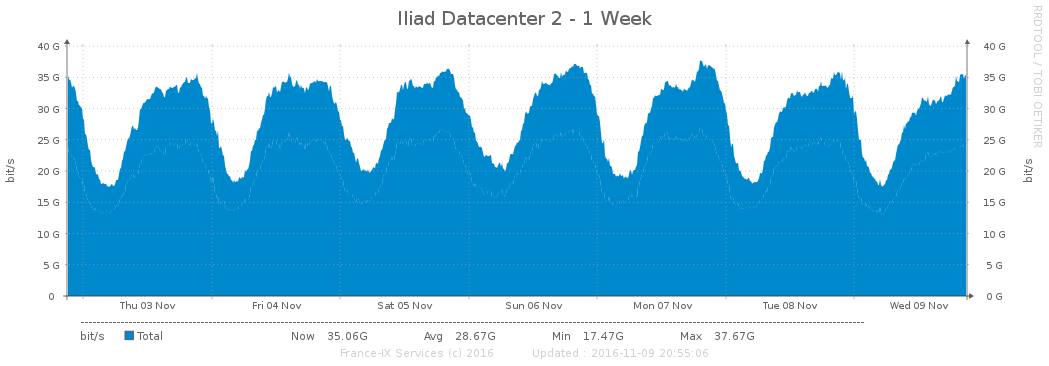 Iliad Datacenter 2 - 1 Week
RRDTOOL / TOBI OETIKER
bit/s
40 G 40 G
35 G 35 G
30 G 30 G
25 G 25 G
20 G 20 G
15 G 15 G
10 G 10 G
5 G 5 G
0 0 G
bit/s
Thu 03 Nov Fri 04 Nov Sat 05 Nov Sun 06 Nov Mon 07 Nov Tue 08 Nov Wed 09 Nov
bit/s Total Now 35.06G Avg 28.67G Min 17.47G Max 37.67G
France-IX Services (c) 2016 Updated : 2016-11-09 20:55:06